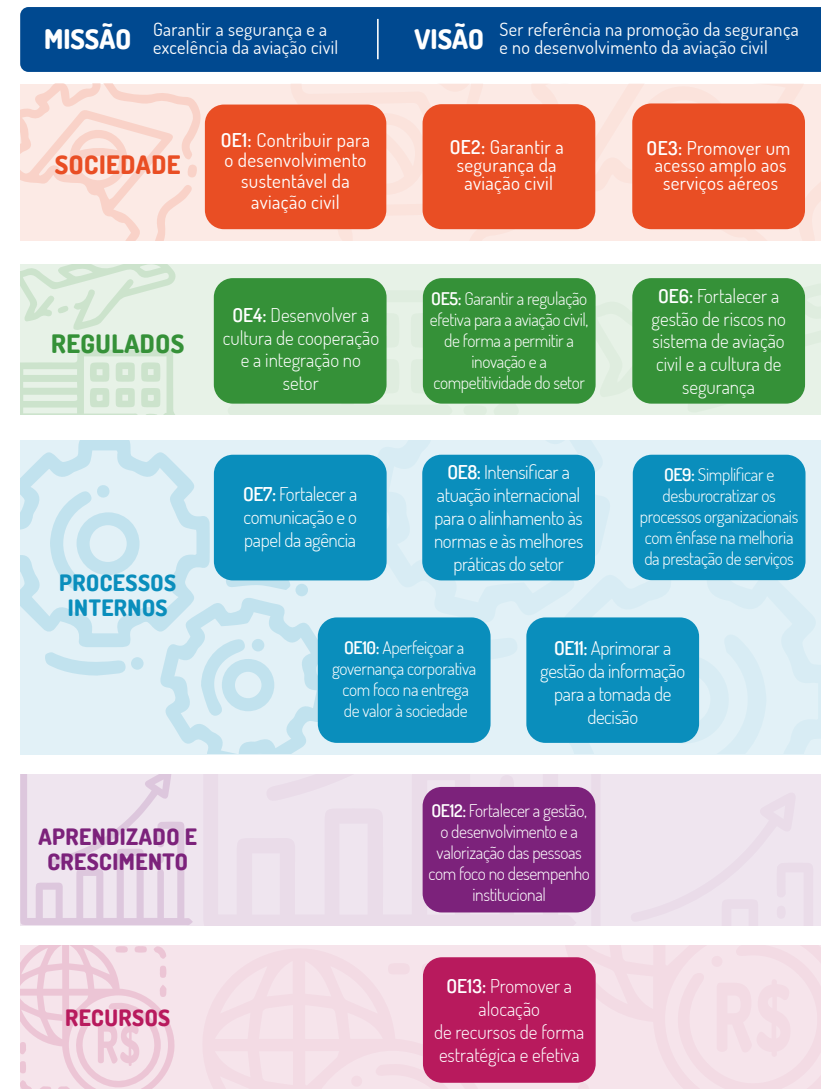 MISSÃO
Garantir a segurança e a
excelência da aviação civil
VISÃO
Ser referência na promoção da segurança
e no desenvolvimento da aviação civil
SOCIEDADE
OE1: Contribuir para
o desenvolvimento
sustentável da
aviação civil
OE2: Garantir a
segurança da
aviação civil
OE3: Promover um
acesso amplo aos
serviços aéreos
REGULADOS
OE4: Desenvolver a
cultura de cooperação
e a integração no
setor
OE5: Garantir a regulação
efetiva para a aviação civil,
de forma a permitir a
inovação e a
competitividade do setor
OE6: Fortalecer a
gestão de riscos no
sistema de aviação
civil e a cultura de
segurança
PROCESSOS
INTERNOS
OE7: Fortalecer a
comunicação e o
papel da agência
OE8: Intensificar a
atuação internacional
para o alinhamento às
normas e às melhores
práticas do setor
OE9: Simplificar e
desburocratizar os
processos organizacionais
com ênfase na melhoria
da prestação de serviços
OE10: Aperfeiçoar a
governança corporativa
com foco na entrega
de valor à sociedade
OE11: Aprimorar a
gestão da informação
para a tomada de
decisão
APRENDIZADO E
CRESCIMENTO
OE12: Fortalecer a gestão,
o desenvolvimento e a
valorização das pessoas
com foco no desempenho
institucional
RECURSOS
R$
OE13: Promover a
alocação
de recursos de forma
estratégica e efetiva
R$